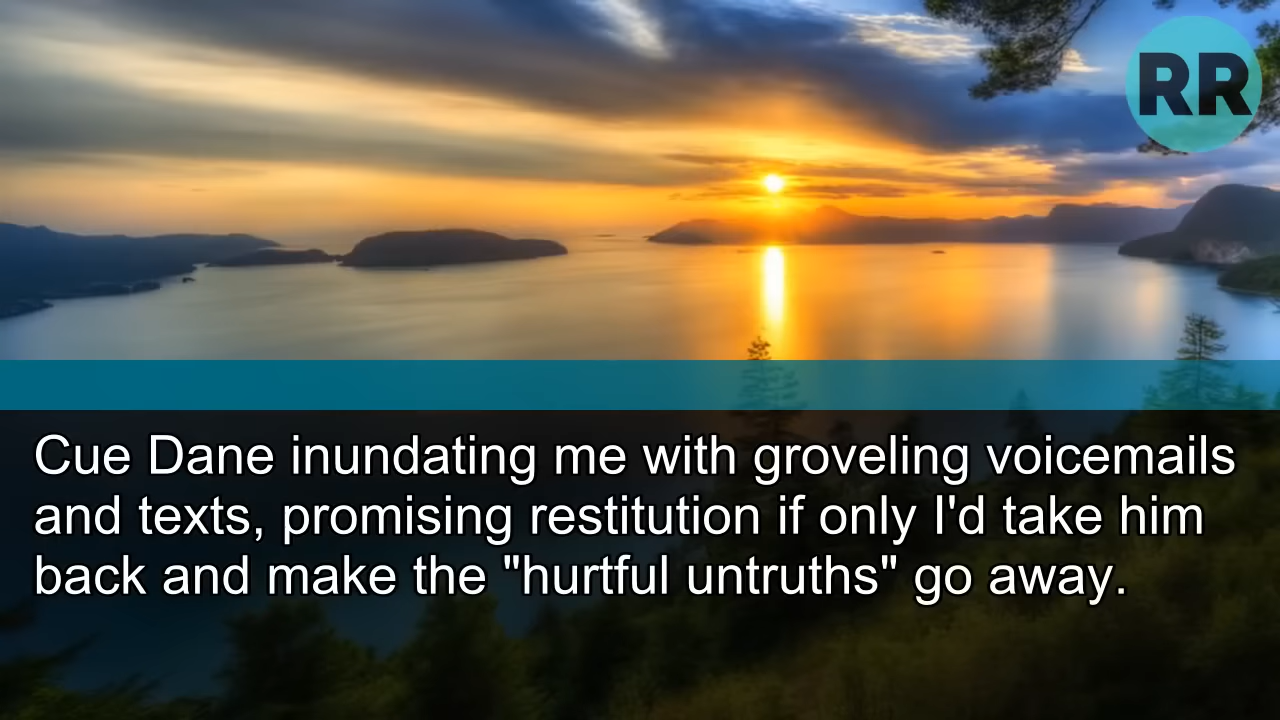 RR
Cue Dane inundating me with groveling voicemails
and texts, promising restitution if only I'd take him
back and make the "hurtful untruths" go away.